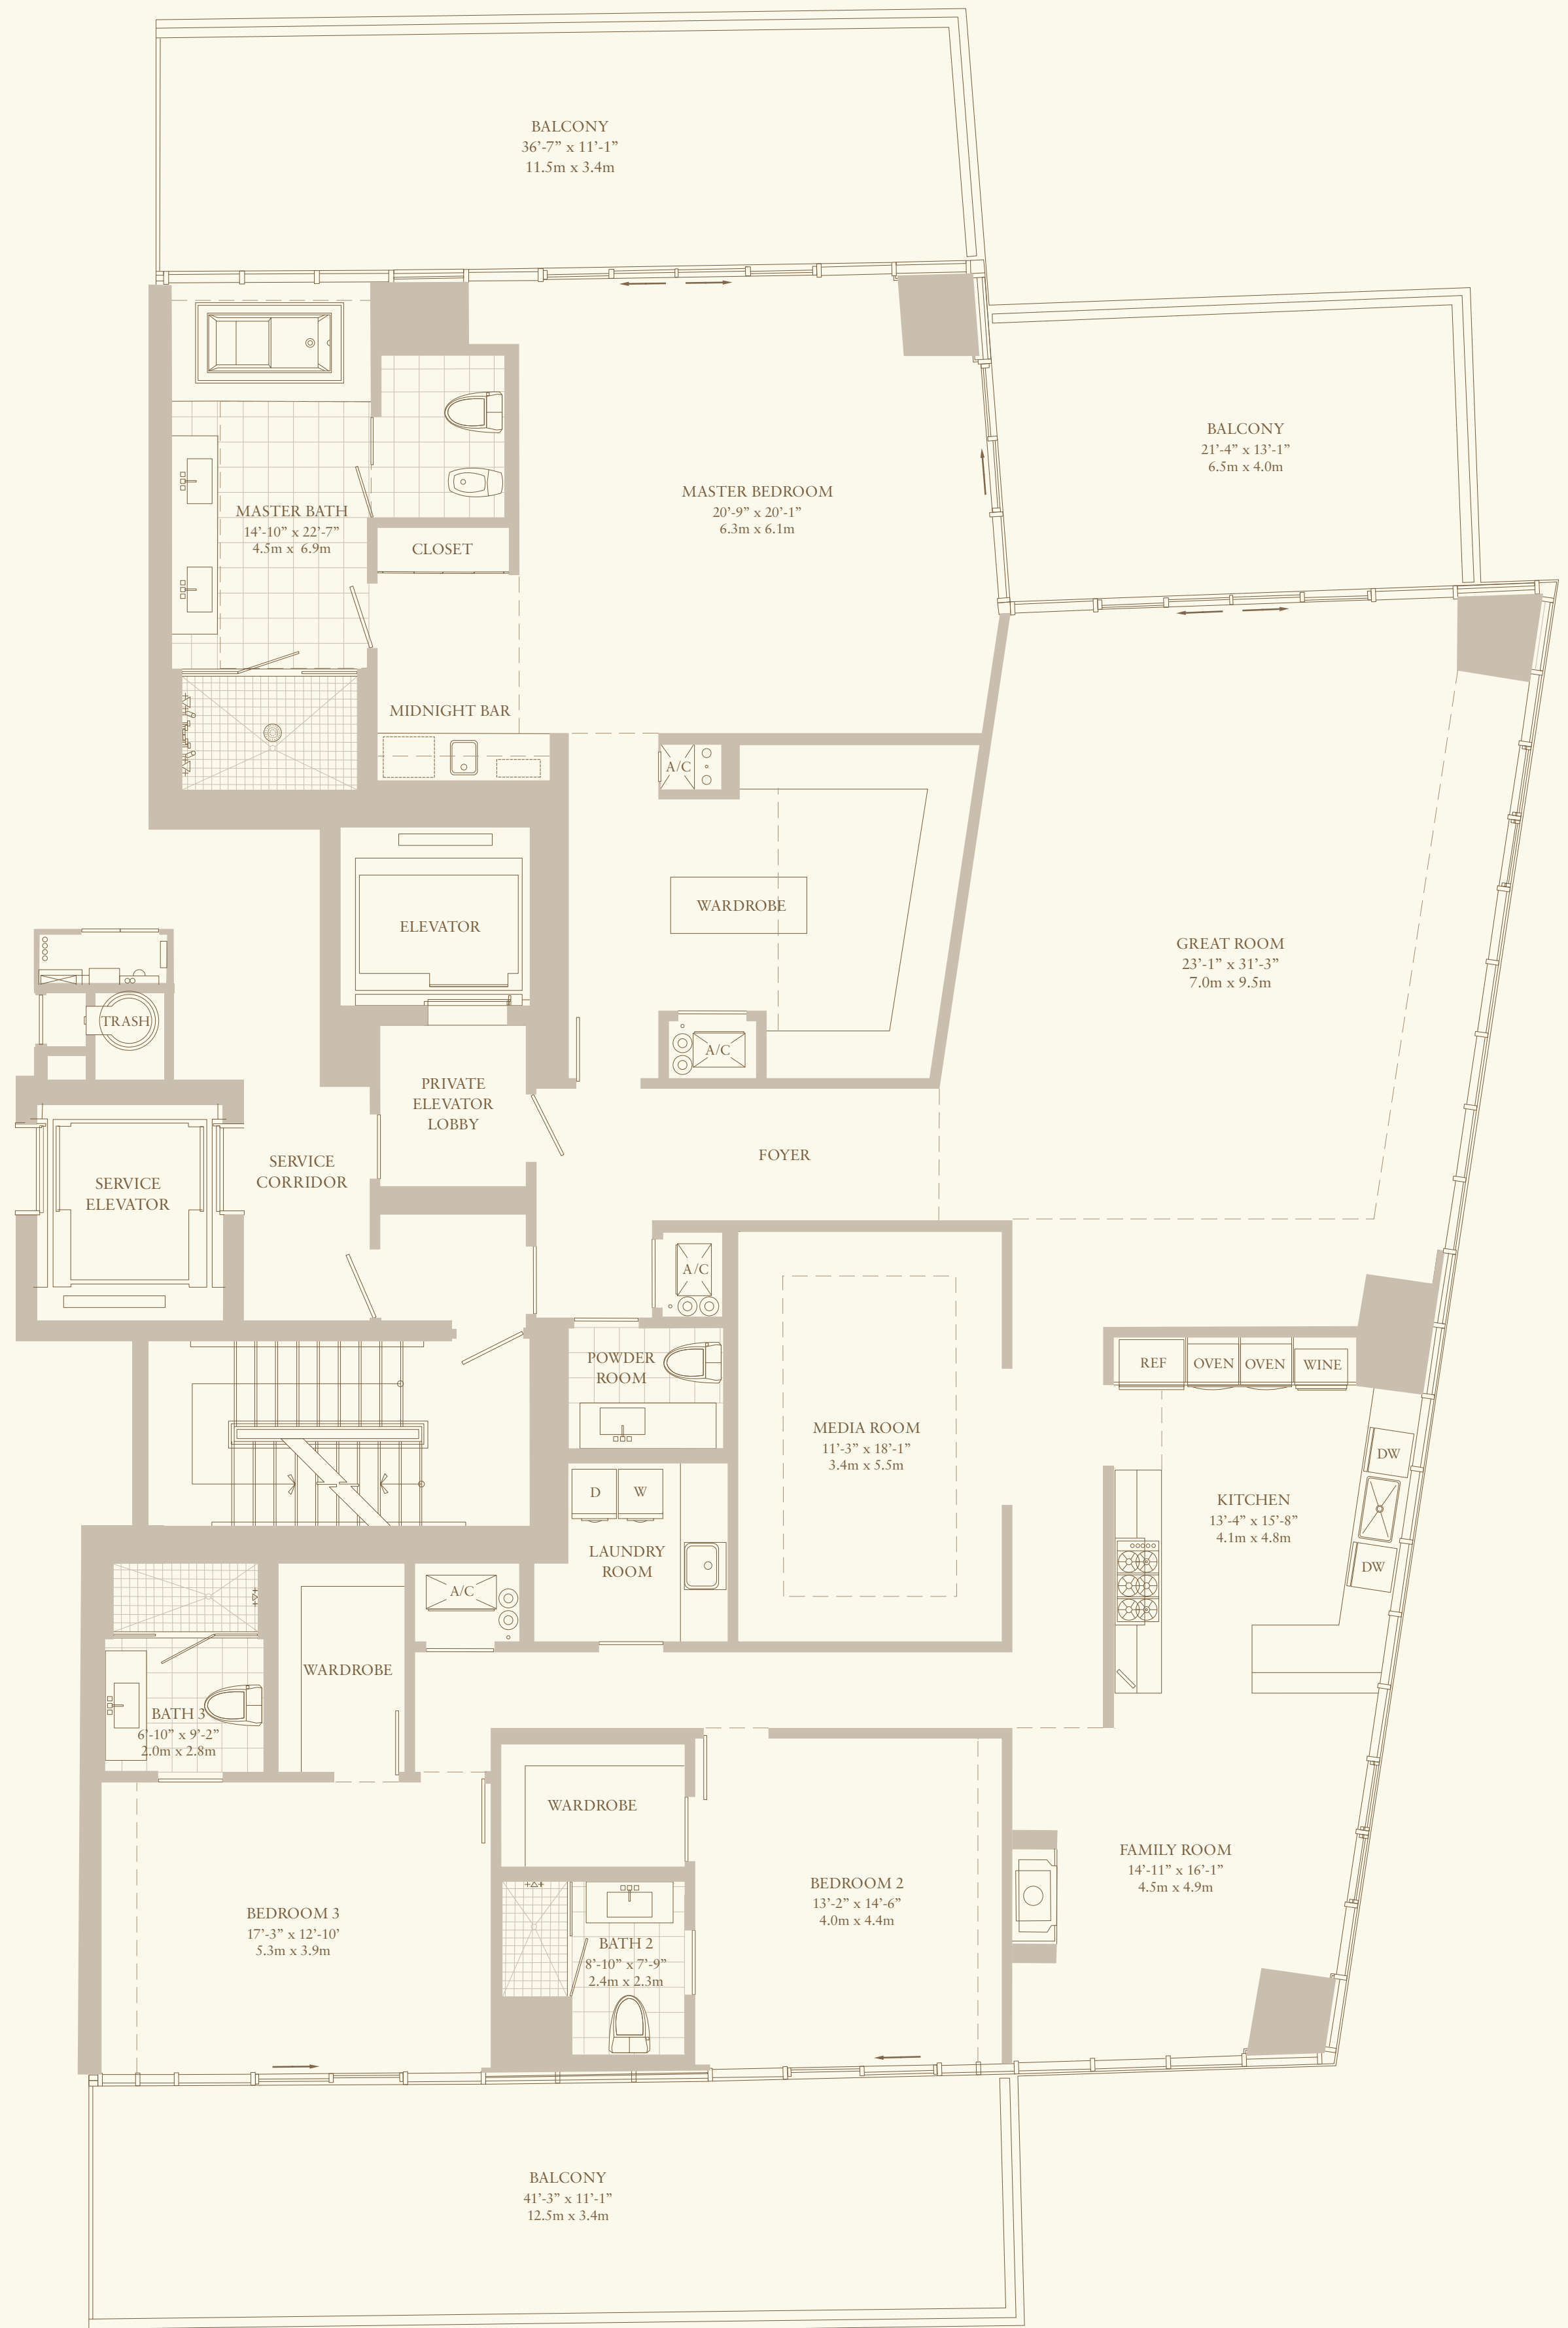 BALCONY
36’-7” x 11’-1”
11.5m x 3.4m
BALCONY
21’-4” x 13’-1”
6.5m x 4.0m
MASTER BEDROOM
20’-9” x 20’-1”
6.3m x 6.1m
MASTER BATH
14’-10” x 22’-7”
4.5m x 6.9m
CLOSET
MIDNIGHT BAR
A/C
WARDROBE
ELEVATOR
GREAT ROOM
23’-1” x 31’-3”
7.0m x 9.5m
TRASH
A/C
PRIVATE
ELEVATOR
LOBBY
FOYER
SERVICE
CORRIDOR
SERVICE
ELEVATOR
A/C
POWDER
ROOM
REF
OVEN
OVEN
WINE
MEDIA ROOM
11’-3” x 18’-1”
3.4m x 5.5m
DW
D
W
KITCHEN
13’-4” x 15’-8”
4.1m x 4.8m
LAUNDRY
ROOM
DW
A/C
WARDROBE
BATH 3
6’-10” x 9’-2”
2.0m x 2.8m
WARDROBE
FAMILY ROOM
14’-11” x 16’-1”
4.5m x 4.9m
BEDROOM 2
13’-2” x 14’-6”
4.0m x 4.4m
BEDROOM 3
17’-3” x 12’-10’
5.3m x 3.9m
BATH 2
8’-10” x 7’-9”
2.4m x 2.3m
BALCONY
41’-3” x 11’-1”
12.5m x 3.4m